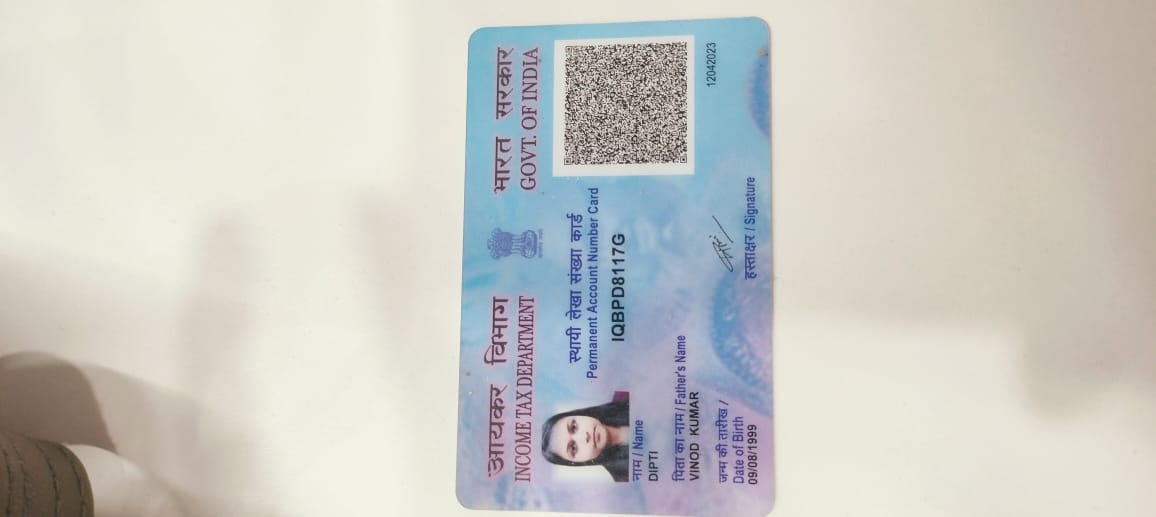 आयकर विभाग
INCOME TAX DEPARTMENT
भारत सरकार
GOVT. OF INDIA
स्थायी लेखा संख्या कार्ड
Permanent Account Number Card
IQBPD8117G
नाम / Name
DIPTI
पिता का नाम / Father's Name
VINOD KUMAR
जन्म की तारीख /
Date of Birth
09/08/1999
हस्ताक्षर / Signature
12042023